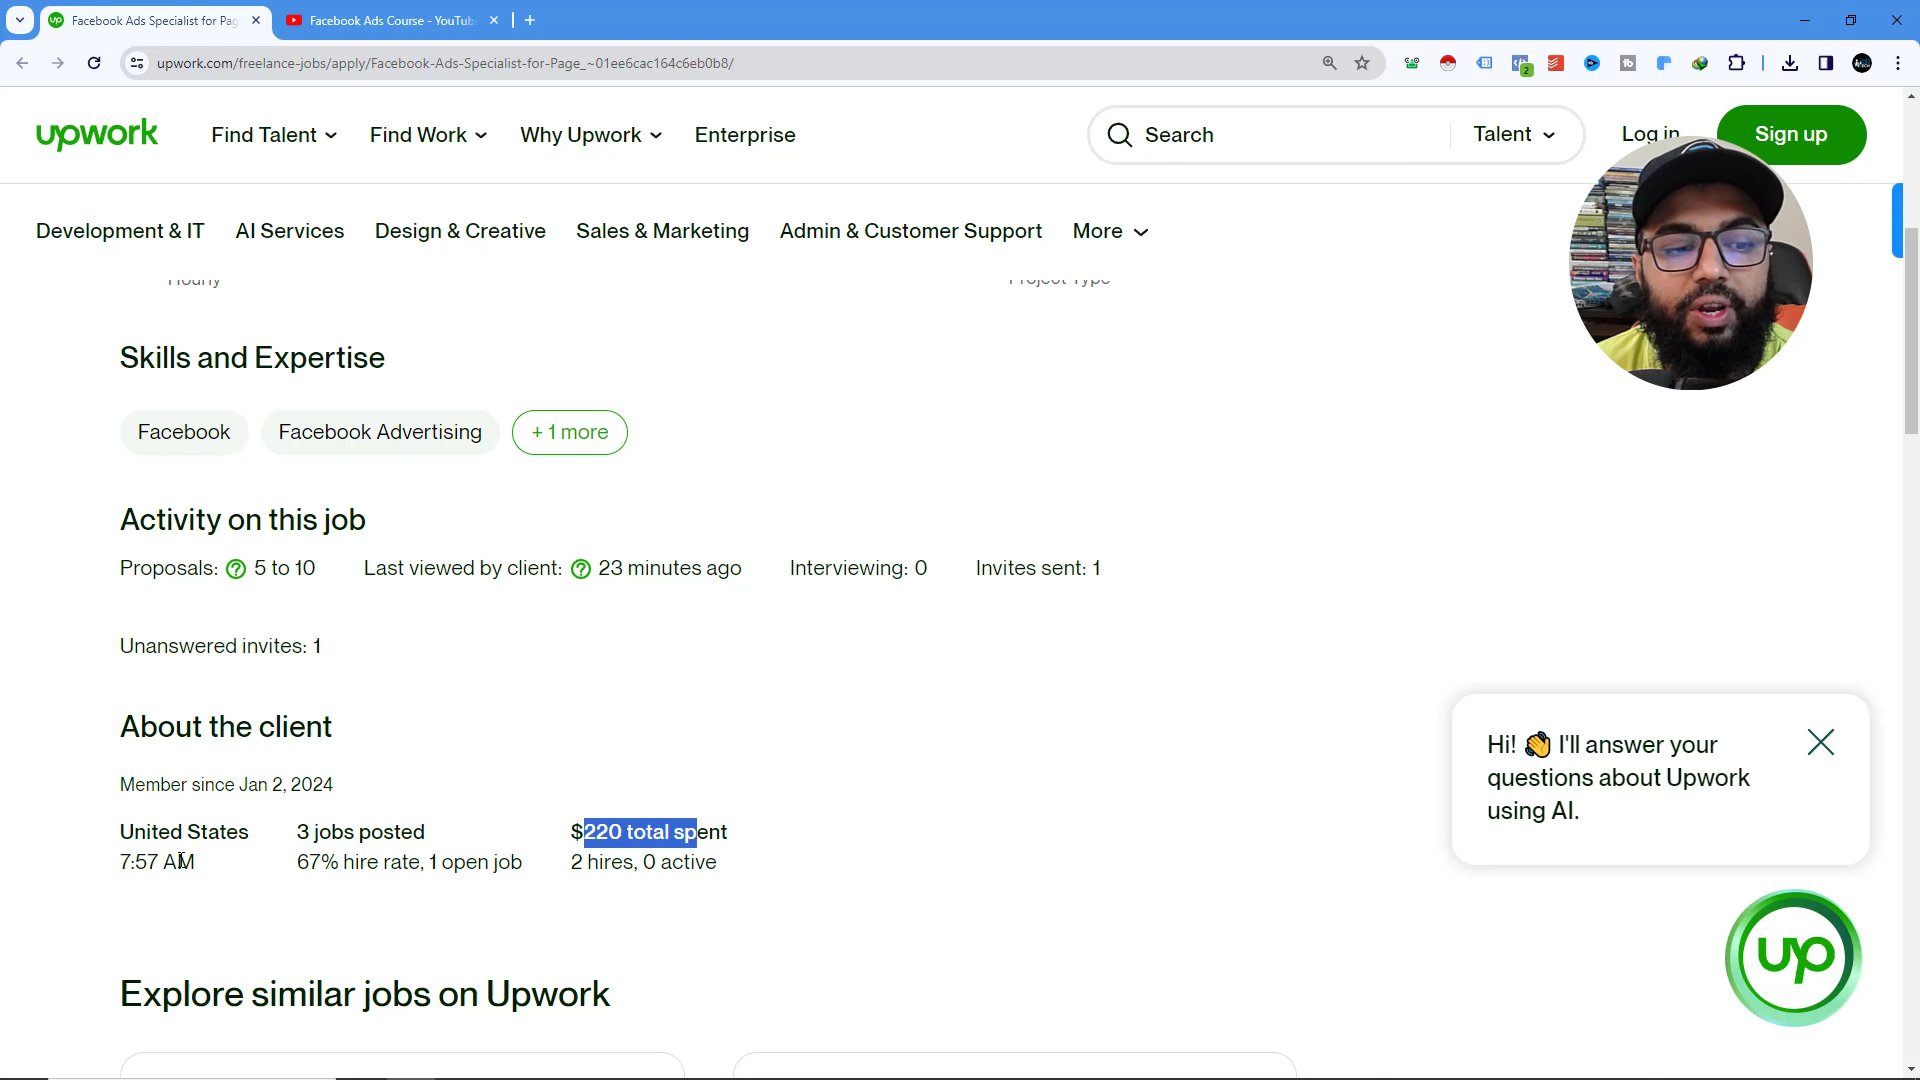 Facebook Ads Specialist for Pag
Facebook Ads Course - YouTub
upwork.com/freelance-jobs/apply/Facebook-Ads-Specialist-for-Page_~01ee6cac164c6eb0b8/
2
upwork
Find Talent
Find Work
Why Upwork
Enterprise
Search
Talent
Log in
Sign up
Development & IT
AI Services
Design & Creative
Sales & Marketing
Admin & Customer Support
More
Hourly
Project Type
Skills and Expertise
Facebook
Facebook Advertising
+ 1 more
Activity on this job
Proposals: ? 5 to 10
Last viewed by client: ? 23 minutes ago
Interviewing: 0
Invites sent: 1
Unanswered invites: 1
About the client
Member since Jan 2, 2024
United States
7:57 AM
3 jobs posted
67% hire rate, 1 open job
$220 total spent
2 hires, 0 active
Hi! 👋 I'll answer your
questions about Upwork
using AI.
up
Explore similar jobs on Upwork